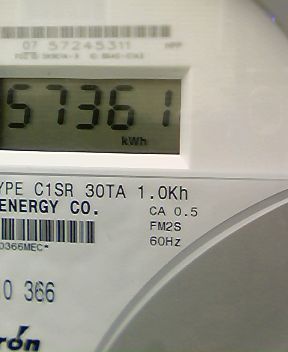 07 57245311
57361
kWh
YPE C1SR 30TA 1.0Kh
ENERGY CO.
CA 0.5
FM2S
60Hz
0366MEC*
0 366
ron